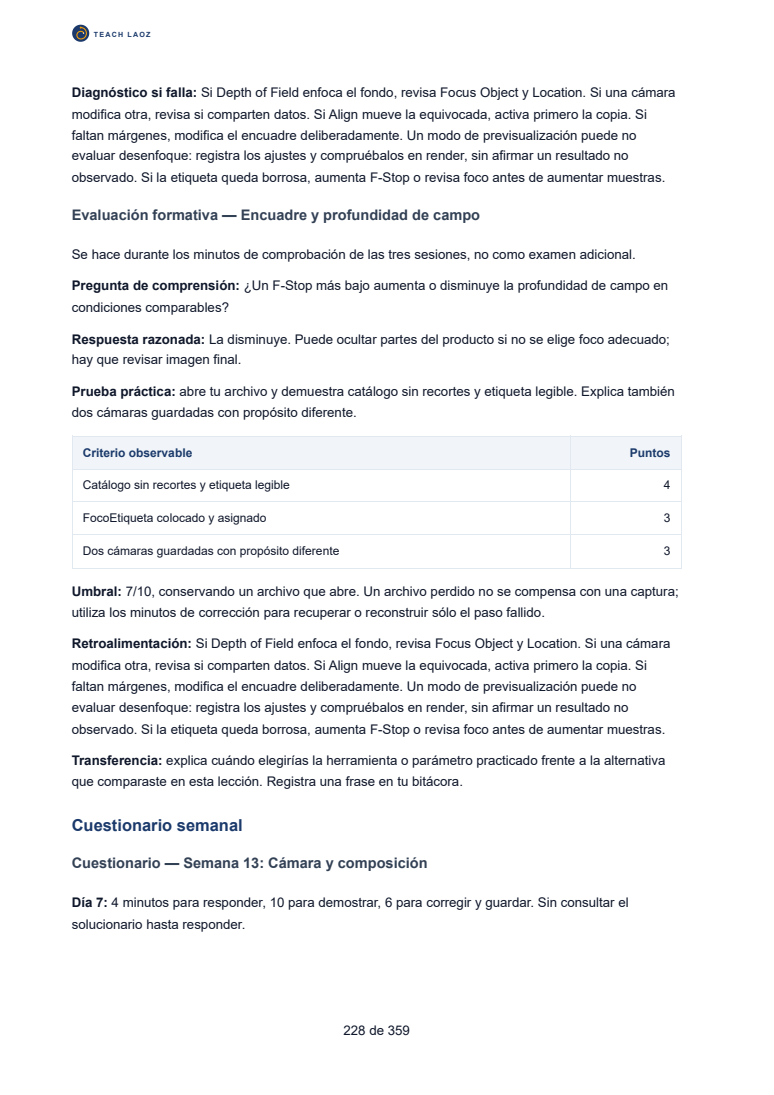 TEACH LAOZ
Diagnóstico si falla: Si Depth of Field enfoca el fondo, revisa Focus Object y Location. Si una cámara
modifica otra, revisa si comparten datos. Si Align mueve la equivocada, activa primero la copia. Si
faltan márgenes, modifica el encuadre deliberadamente. Un modo de previsualización puede no
evaluar desenfoque: registra los ajustes y compruébalos en render, sin afirmar un resultado no
observado. Si la etiqueta queda borrosa, aumenta F-Stop o revisa foco antes de aumentar muestras.
Evaluación formativa — Encuadre y profundidad de campo
Se hace durante los minutos de comprobación de las tres sesiones, no como examen adicional.
Pregunta de comprensión: ¿Un F-Stop más bajo aumenta o disminuye la profundidad de campo en
condiciones comparables?
Respuesta razonada: La disminuye. Puede ocultar partes del producto si no se elige foco adecuado;
hay que revisar imagen final.
Prueba práctica: abre tu archivo y demuestra catálogo sin recortes y etiqueta legible. Explica también
dos cámaras guardadas con propósito diferente.
Criterio observable Puntos
Catálogo sin recortes y etiqueta legible 4
FocoEtiqueta colocado y asignado 3
Dos cámaras guardadas con propósito diferente 3
Umbral: 7/10, conservando un archivo que abre. Un archivo perdido no se compensa con una captura;
utiliza los minutos de corrección para recuperar o reconstruir sólo el paso fallido.
Retroalimentación: Si Depth of Field enfoca el fondo, revisa Focus Object y Location. Si una cámara
modifica otra, revisa si comparten datos. Si Align mueve la equivocada, activa primero la copia. Si
faltan márgenes, modifica el encuadre deliberadamente. Un modo de previsualización puede no
evaluar desenfoque: registra los ajustes y compruébalos en render, sin afirmar un resultado no
observado. Si la etiqueta queda borrosa, aumenta F-Stop o revisa foco antes de aumentar muestras.
Transferencia: explica cuándo elegirías la herramienta o parámetro practicado frente a la alternativa
que comparaste en esta lección. Registra una frase en tu bitácora.
Cuestionario semanal
Cuestionario — Semana 13: Cámara y composición
Día 7: 4 minutos para responder, 10 para demostrar, 6 para corregir y guardar. Sin consultar el
solucionario hasta responder.
228 de 359